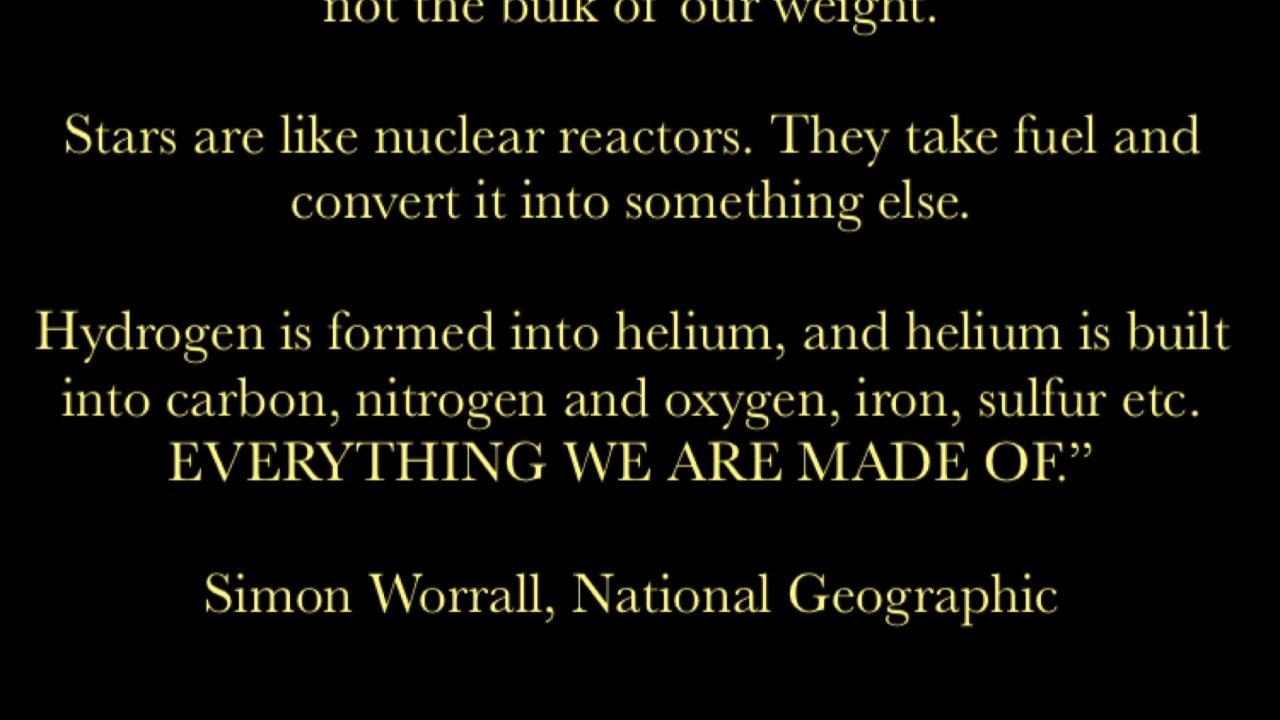 not the bulk of our weight.
Stars are like nuclear reactors. They take fuel and
convert it into something else.
Hydrogen is formed into helium, and helium is built
into carbon, nitrogen and oxygen, iron, sulfur etc.
EVERYTHING WE ARE MADE OF.”
Simon Worrall, National Geographic